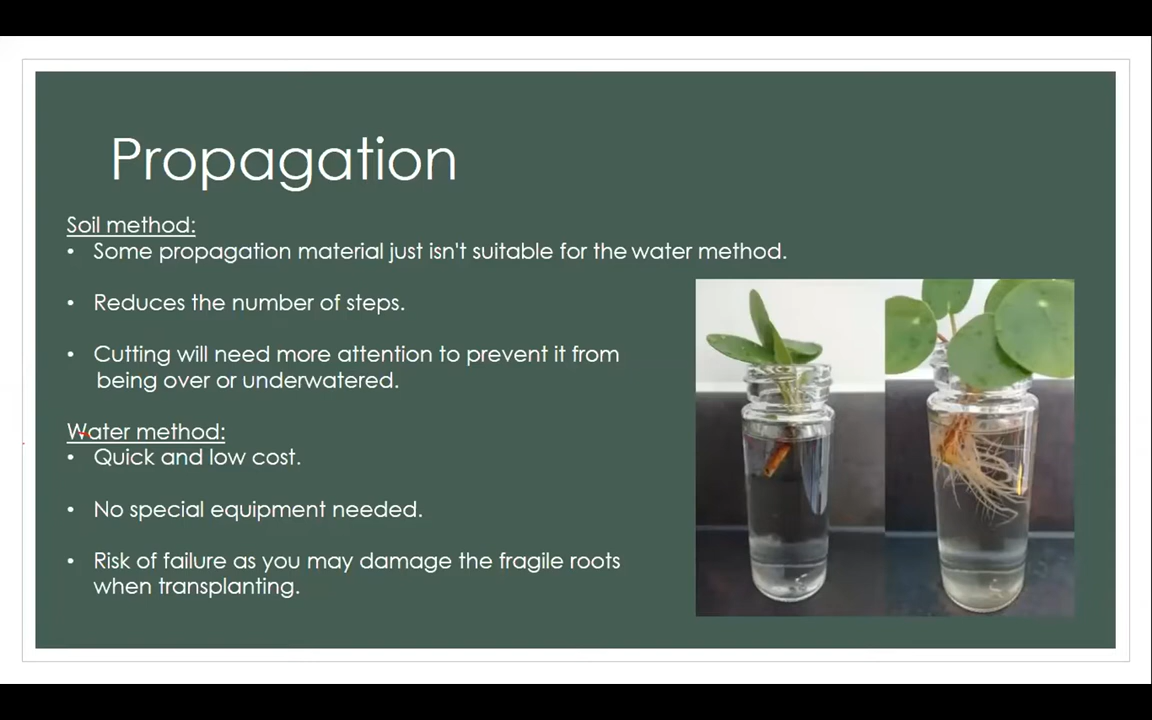 Propagation
Soil method:
• Some propagation material just isn't suitable for the water method.
• Reduces the number of steps.
• Cutting will need more attention to prevent it from
being over or underwatered.
Water method:
• Quick and low cost.
• No special equipment needed.
• Risk of failure as you may damage the fragile roots
when transplanting.